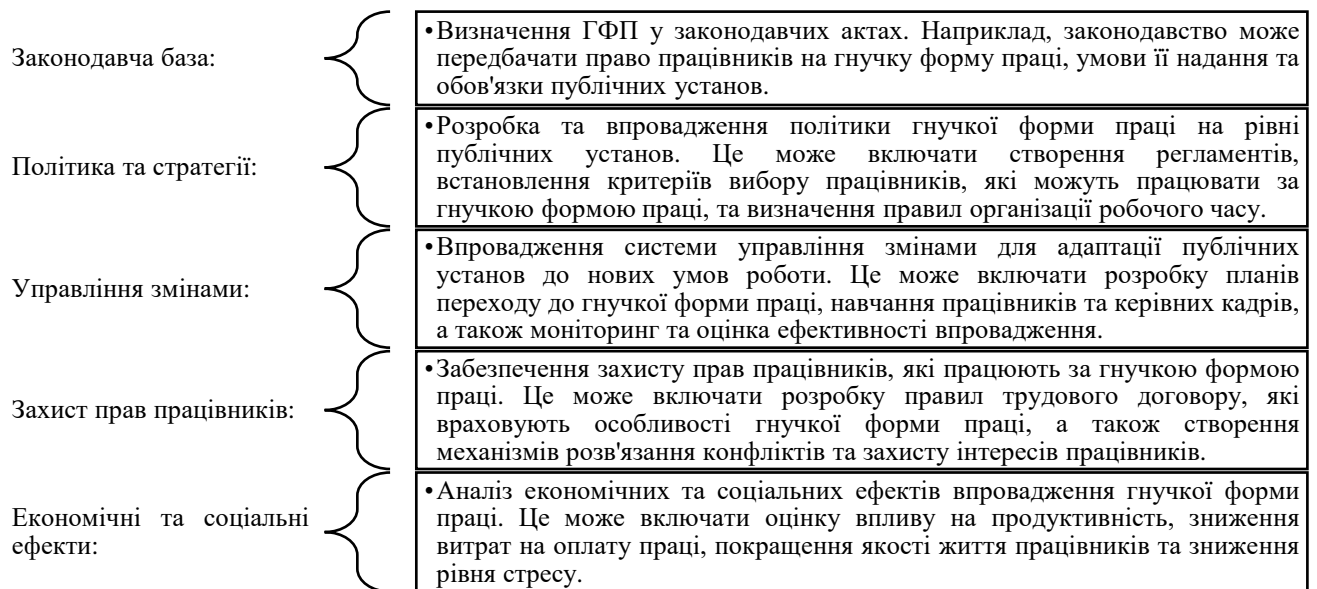 Законодавча база:
•Визначення ГФП у законодавчих актах. Наприклад, законодавство може
передбачати право працівників на гнучку форму праці, умови її надання та
обов'язки публічних установ.
Політика та стратегії:
•Розробка та впровадження політики гнучкої форми праці на рівні
публічних установ. Це може включати створення регламентів,
встановлення критеріїв вибору працівників, які можуть працювати за
гнучкою формою праці, та визначення правил організації робочого часу.
Управління змінами:
•Впровадження системи управління змінами для адаптації публічних
установ до нових умов роботи. Це може включати розробку планів
переходу до гнучкої форми праці, навчання працівників та керівних кадрів,
а також моніторинг та оцінка ефективності впровадження.
Захист прав працівників:
•Забезпечення захисту прав працівників, які працюють за гнучкою формою
праці. Це може включати розробку правил трудового договору, які
враховують особливості гнучкої форми праці, а також створення
механізмів розв'язання конфліктів та захисту інтересів працівників.
Економічні та соціальні
ефекти:
•Аналіз економічних та соціальних ефектів впровадження гнучкої форми
праці. Це може включати оцінку впливу на продуктивність, зниження
витрат на оплату праці, покращення якості життя працівників та зниження
рівня стресу.